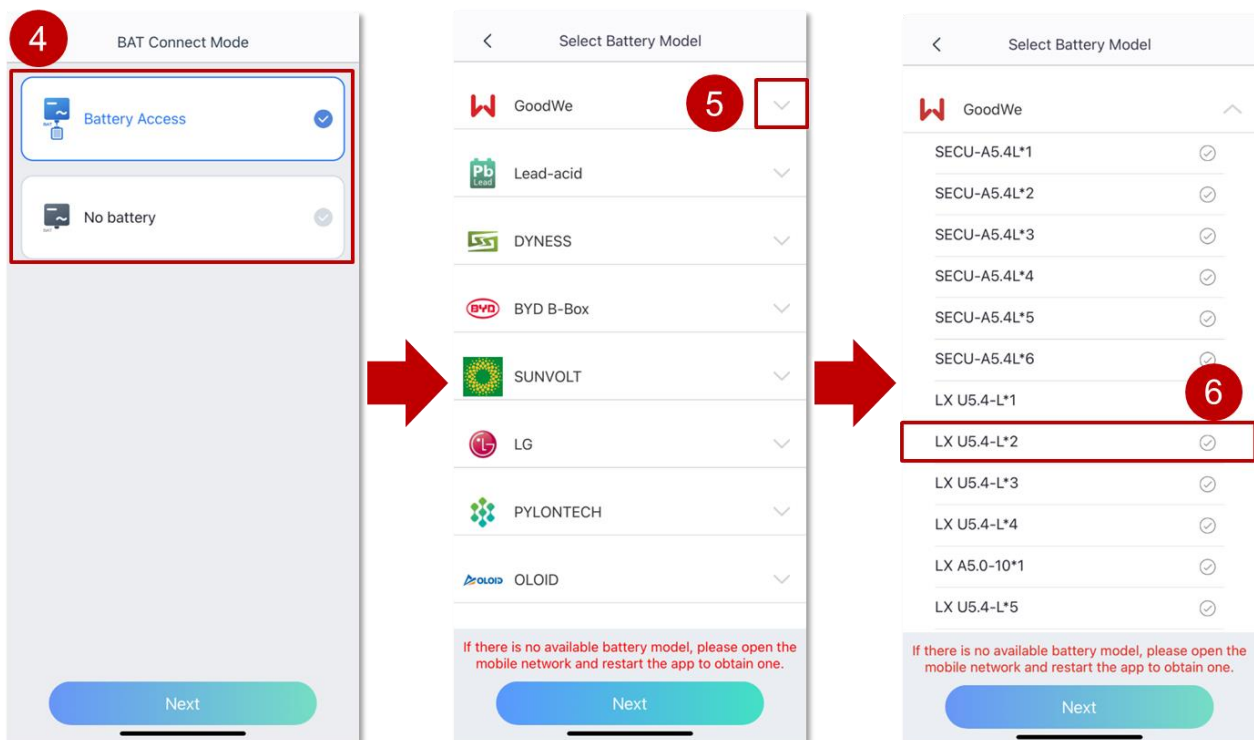 4
BAT Connect Mode
BAT
Battery Access
BAT
No battery
Next
Select Battery Model
GoodWe
5
Pb
Lead
Lead-acid
DYNESS
BYD
BYD B-Box
SUNVOLT
LG
LG
PYLONTECH
OLOID
OLOID
If there is no available battery model, please open the
mobile network and restart the app to obtain one.
Next
Select Battery Model
GoodWe
SECU-A5.4L*1
SECU-A5.4L*2
SECU-A5.4L*3
SECU-A5.4L*4
SECU-A5.4L*5
SECU-A5.4L*6
LX U5.4-L*1
6
LX U5.4-L*2
LX U5.4-L*3
LX U5.4-L*4
LX A5.0-10*1
LX U5.4-L*5
If there is no available battery model, please open the
mobile network and restart the app to obtain one.
Next